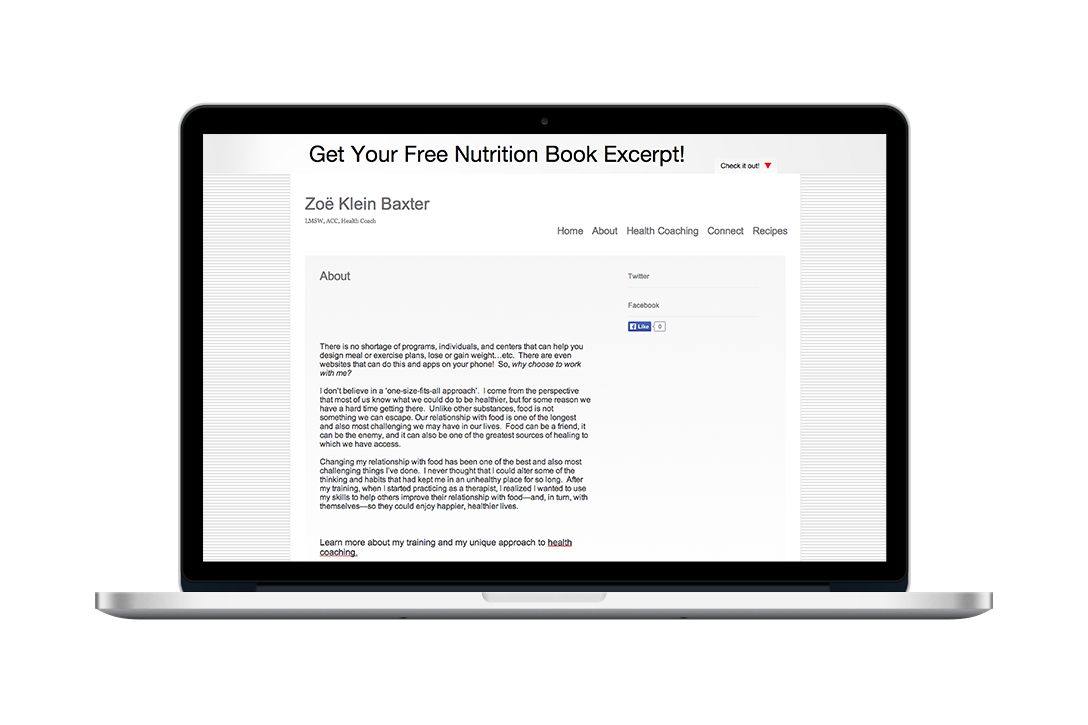 Get Your Free Nutrition Book Excerpt!
Check it out!
Zoë Klein Baxter
LMSW, ACC, Health Coach
Home About Health Coaching Connect Recipes
About
There is no shortage of programs, individuals, and centers that can help you
design meal or exercise plans, lose or gain weight…etc. There are even
websites that can do this and apps on your phone! So, why choose to work
with me?
I don't believe in a 'one-size-fits-all approach'. I come from the perspective
that most of us know what we could do to be healthier, but for some reason we
have a hard time getting there. Unlike other substances, food is not
something we can escape. Our relationship with food is one of the longest
and also most challenging we may have in our lives. Food can be a friend, it
can be the enemy, and it can also be one of the greatest sources of healing to
which we have access.
Changing my relationship with food has been one of the best and also most
challenging things I've done. I never thought that I could alter some of the
thinking and habits that had kept me in an unhealthy place for so long. After
my training, when I started practicing as a therapist, I realized I wanted to use
my skills to help others improve their relationship with food—and, in turn, with
themselves—so they could enjoy happier, healthier lives.
Learn more about my training and my unique approach to health
coaching.
Twitter
Facebook
Like 0